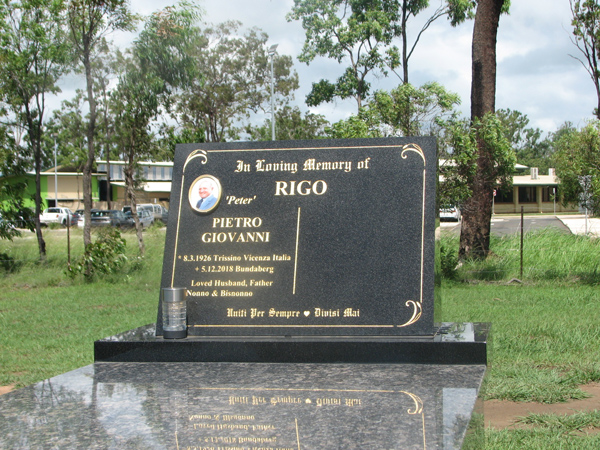 In Loving Memory of
RIGO
'Peter'
PIETRO
GIOVANNI
* 8.3.1926 Trissino Vicenza Italia
+ 5.12.2018 Bundaberg
Loved Husband, Father
Nonno & Bisnonno
Uniti Per Sempre ♥ Divisi Mai